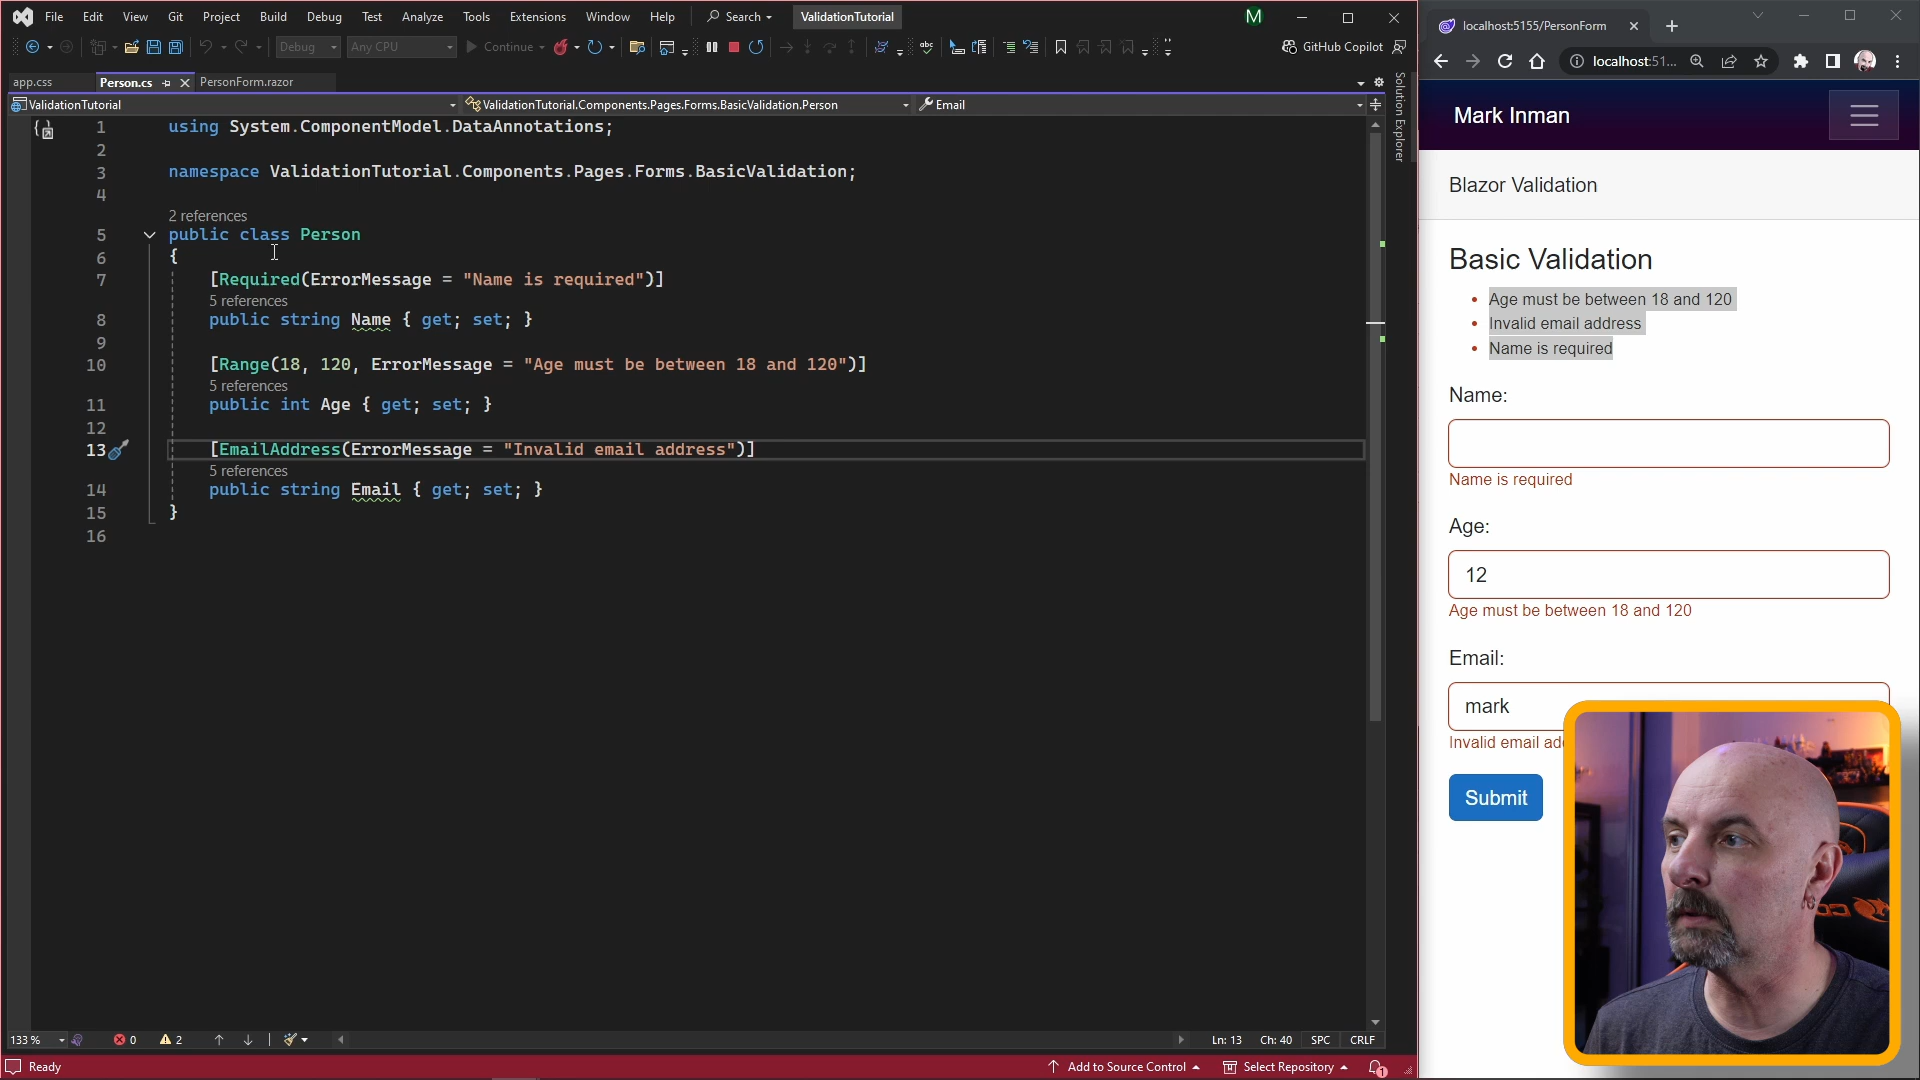 File Edit View Git Project Build Debug Test Analyze Tools Extensions Window Help Search ValidationTutorial M
Debug Any CPU Continue abc GitHub Copilot
app.css Person.cs PersonForm.razor
ValidationTutorial ValidationTutorial.Components.Pages.Forms.BasicValidation.Person Email
Solution Explorer
1 using System.ComponentModel.DataAnnotations;
2
3 namespace ValidationTutorial.Components.Pages.Forms.BasicValidation;
4
2 references
5 public class Person
6 {
7 [Required(ErrorMessage = "Name is required")]
5 references
8 public string Name { get; set; }
9
10 [Range(18, 120, ErrorMessage = "Age must be between 18 and 120")]
5 references
11 public int Age { get; set; }
12
13 [EmailAddress(ErrorMessage = "Invalid email address")]
5 references
14 public string Email { get; set; }
15 }
16
133 % 0 2 Ln: 13 Ch: 40 SPC CRLF
Ready Add to Source Control Select Repository 1
localhost:5155/PersonForm
localhost:51...
Mark Inman
Blazor Validation
Basic Validation
Age must be between 18 and 120
Invalid email address
Name is required
Name:
Name is required
Age:
12
Age must be between 18 and 120
Email:
mark
Invalid email
Submit